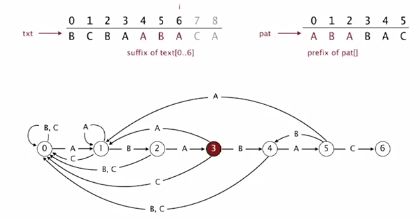 i
0 1 2 3 4 5 6 7 8
txt B C B A A B A C A
suffix of text[0..6]
0 1 2 3 4 5
pat A B A B A C
prefix of pat[]
A
B, C A A B
0 A 1 B 2 A 3 B 4 A 5 C 6
C
B, C
C
B, C